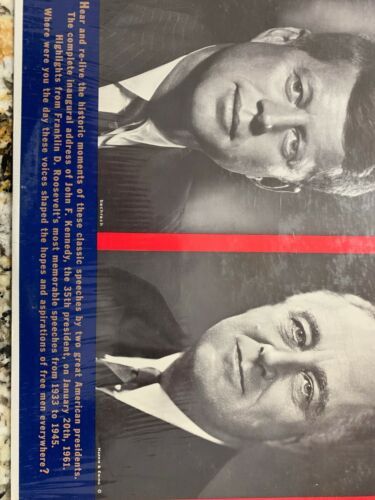 Hear and re-live the historic moments of these classic speeches by two great American presidents.
The complete inaugural address of John F. Kennedy, the 35th president, on January 20th, 1961.
Highlights from Franklin D. Roosevelt's most memorable speeches from 1933 to 1945.
Where were you the day these voices shaped the hopes and aspirations of free men everywhere?
bachrach